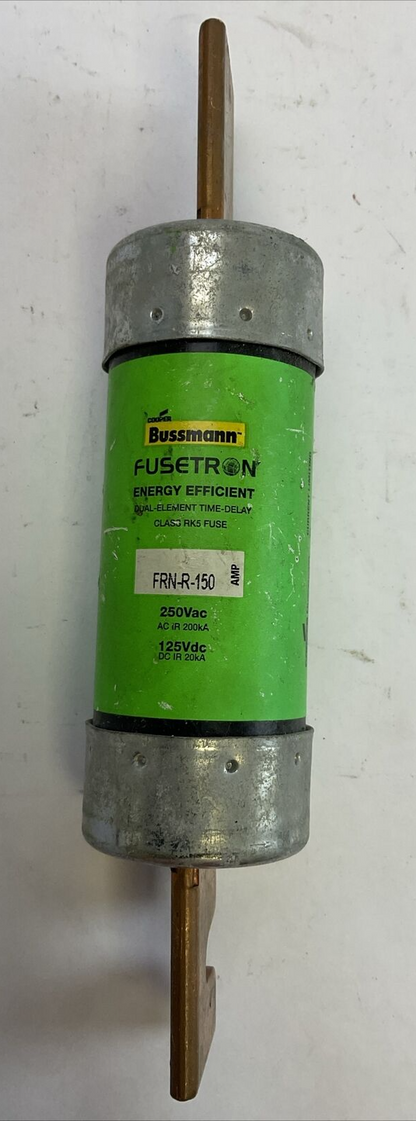 COOPER
Bussmann
FUSETRON
ENERGY EFFICIENT
DUAL-ELEMENT TIME-DELAY
CLASS RK5 FUSE
FRN-R-150
AMP
250Vac
AC IR 200kA
125Vdc
DC IR 20kA